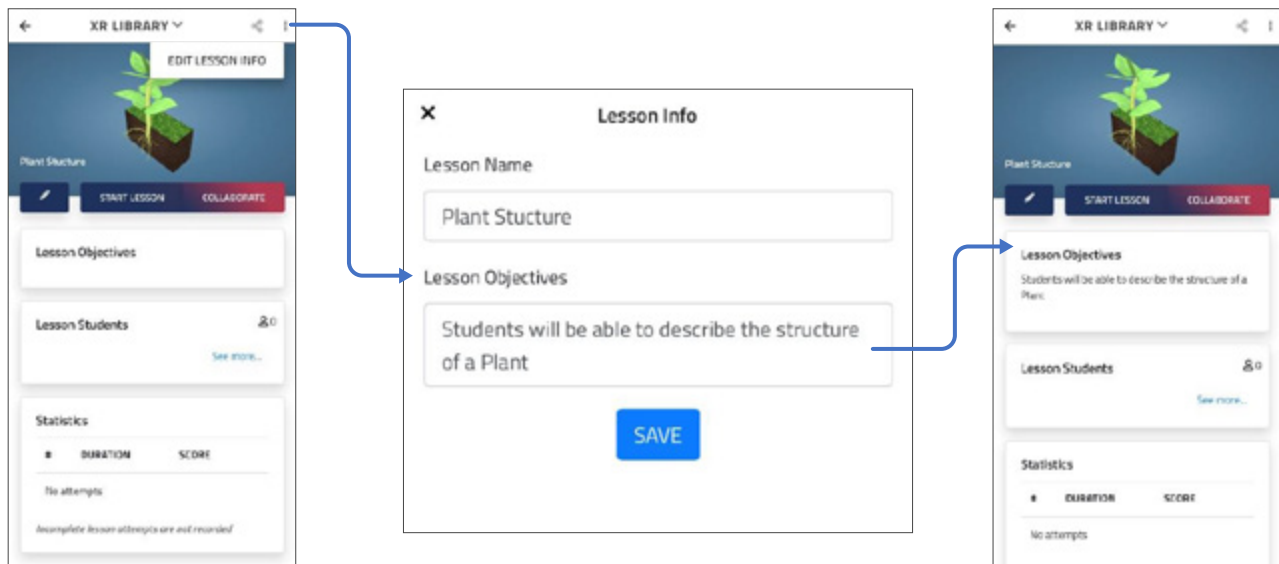 XR LIBRARY
EDIT LESSON INFO
Plant Stucture
START LESSON
COLLABORATE
Lesson Objectives
Lesson Students
0
See more...
Statistics
# DURATION SCORE
No attempts
Incomplete lesson attempts are not recorded
Lesson Info
Lesson Name
Plant Stucture
Lesson Objectives
Students will be able to describe the structure
of a Plant
SAVE
XR LIBRARY
Plant Stucture
START LESSON
COLLABORATE
Lesson Objectives
Students will be able to describe the structure of a
Plant
Lesson Students
0
See more...
Statistics
# DURATION SCORE
No attempts